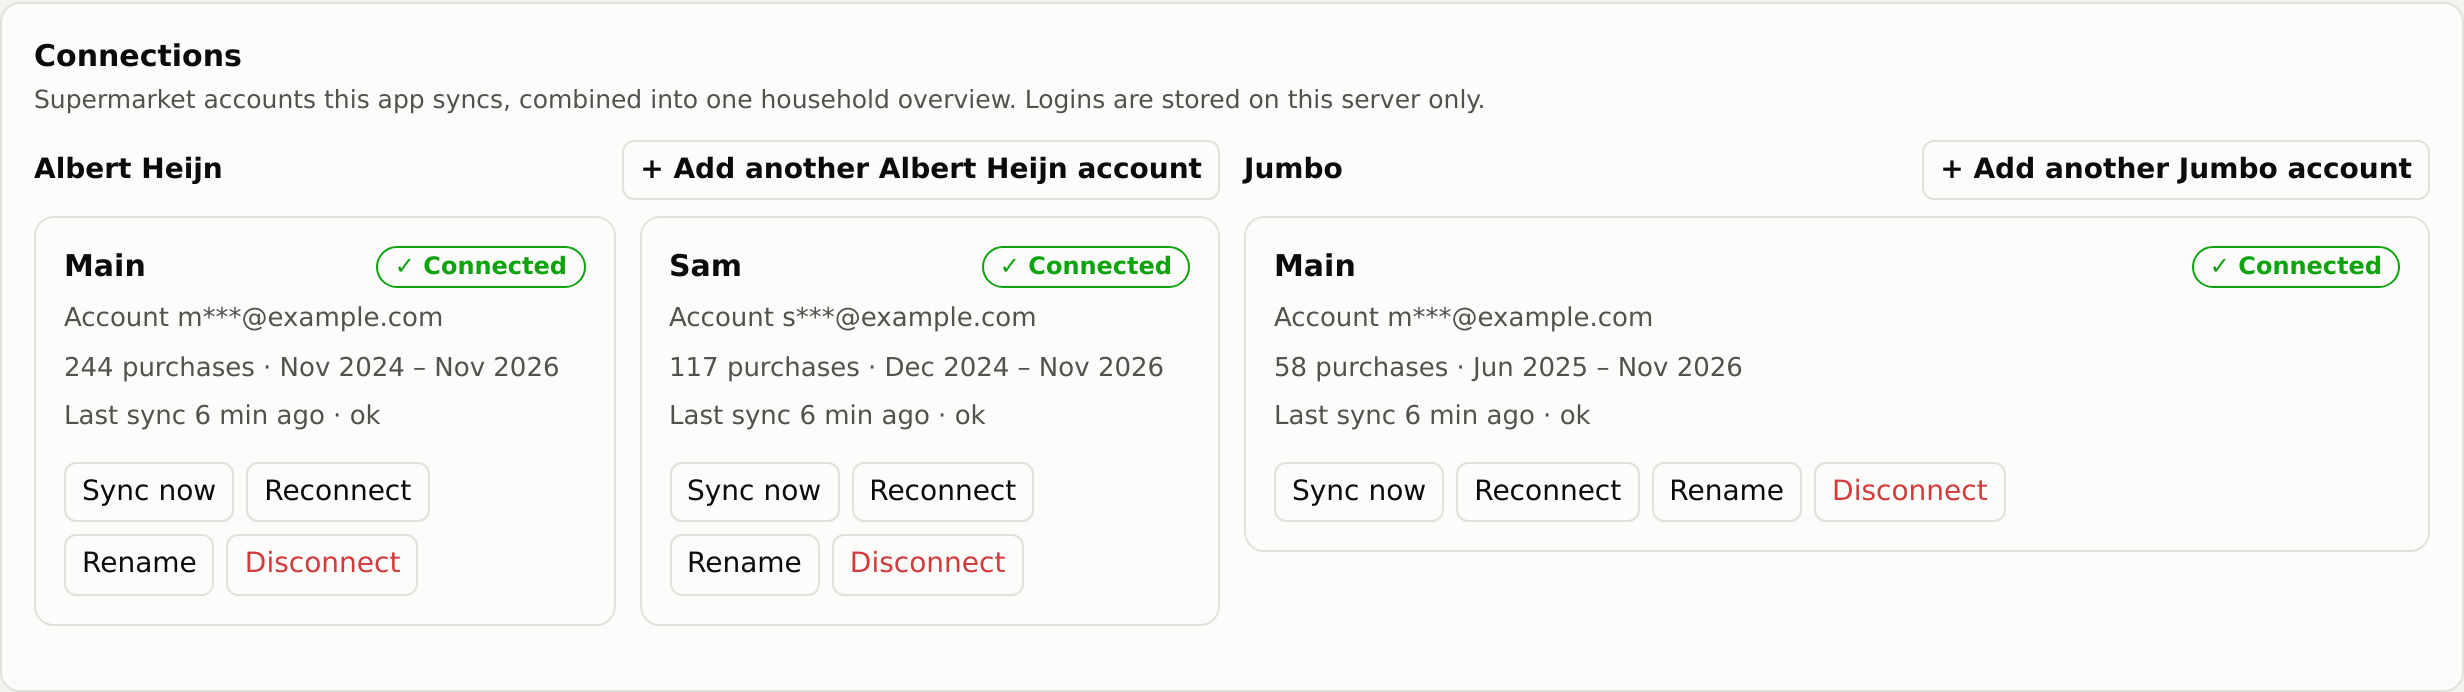 Connections
Supermarket accounts this app syncs, combined into one household overview. Logins are stored on this server only.
Albert Heijn
+ Add another Albert Heijn account
Main
✓ Connected
Account m***@example.com
244 purchases · Nov 2024 – Nov 2026
Last sync 6 min ago · ok
Sync now
Reconnect
Rename
Disconnect
Sam
✓ Connected
Account s***@example.com
117 purchases · Dec 2024 – Nov 2026
Last sync 6 min ago · ok
Sync now
Reconnect
Rename
Disconnect
Jumbo
+ Add another Jumbo account
Main
✓ Connected
Account m***@example.com
58 purchases · Jun 2025 – Nov 2026
Last sync 6 min ago · ok
Sync now
Reconnect
Rename
Disconnect